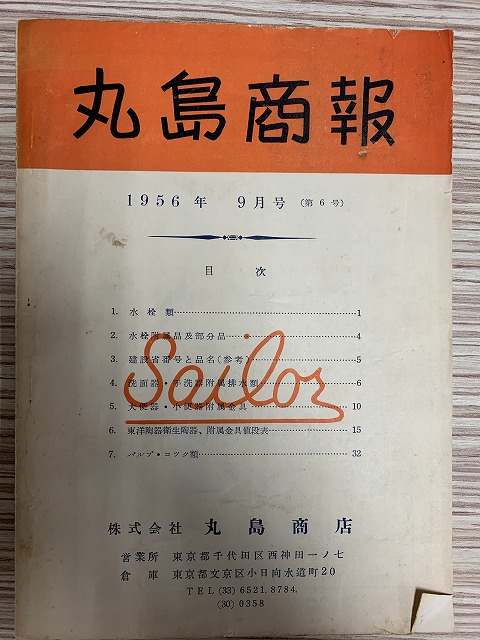 丸島商報
1956年 9月号 (第6号)
目次
1. 水栓類 1
2. 水栓附属品及部分品 4
3. 建設省番号と品名(参考) 5
4. 洗面器・手洗器附属排水類 6
Sailor
5. 大便器・小便器附属金具 10
6. 東洋陶器衛生陶器、附属金具値段表 15
7. バルブ・コック類 32
株式会社 丸島商店
営業所 東京都千代田区西神田一ノ七
倉庫 東京都文京区小日向水道町20
TEL (33) 6521.8784.
(30) 0358